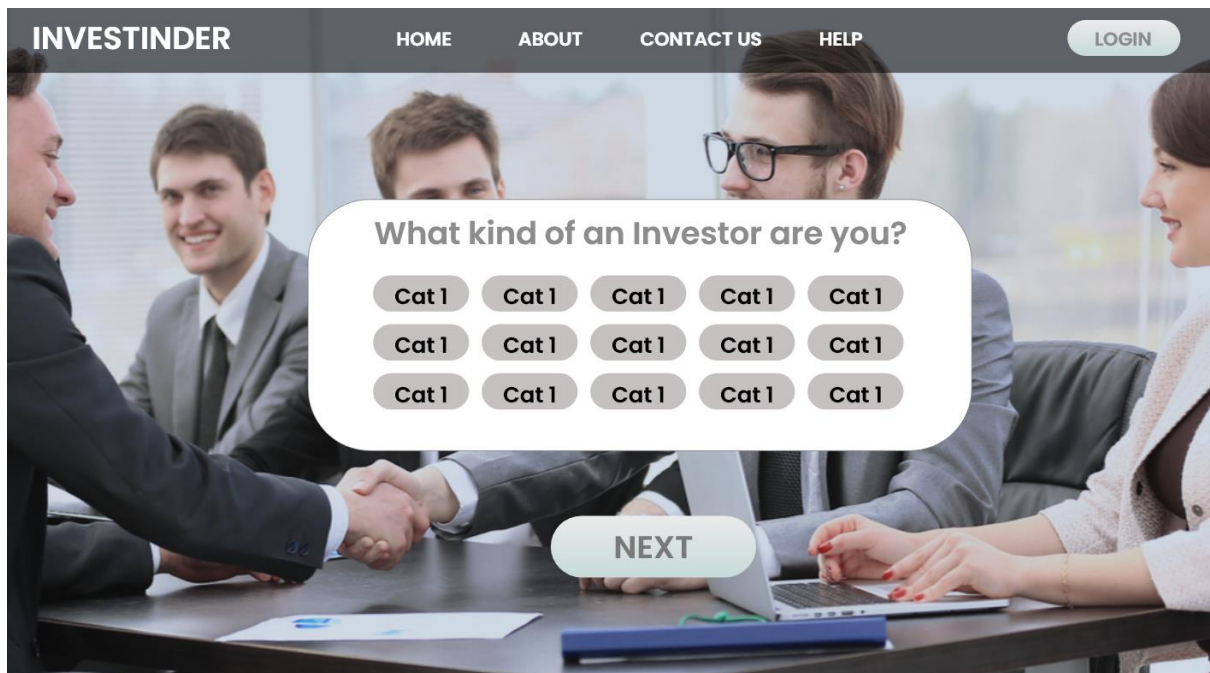 INVESTINDER HOME ABOUT CONTACT US HELP LOGIN
What kind of an Investor are you?
Cat 1 Cat 1 Cat 1 Cat 1 Cat 1
Cat 1 Cat 1 Cat 1 Cat 1 Cat 1
Cat 1 Cat 1 Cat 1 Cat 1 Cat 1
NEXT